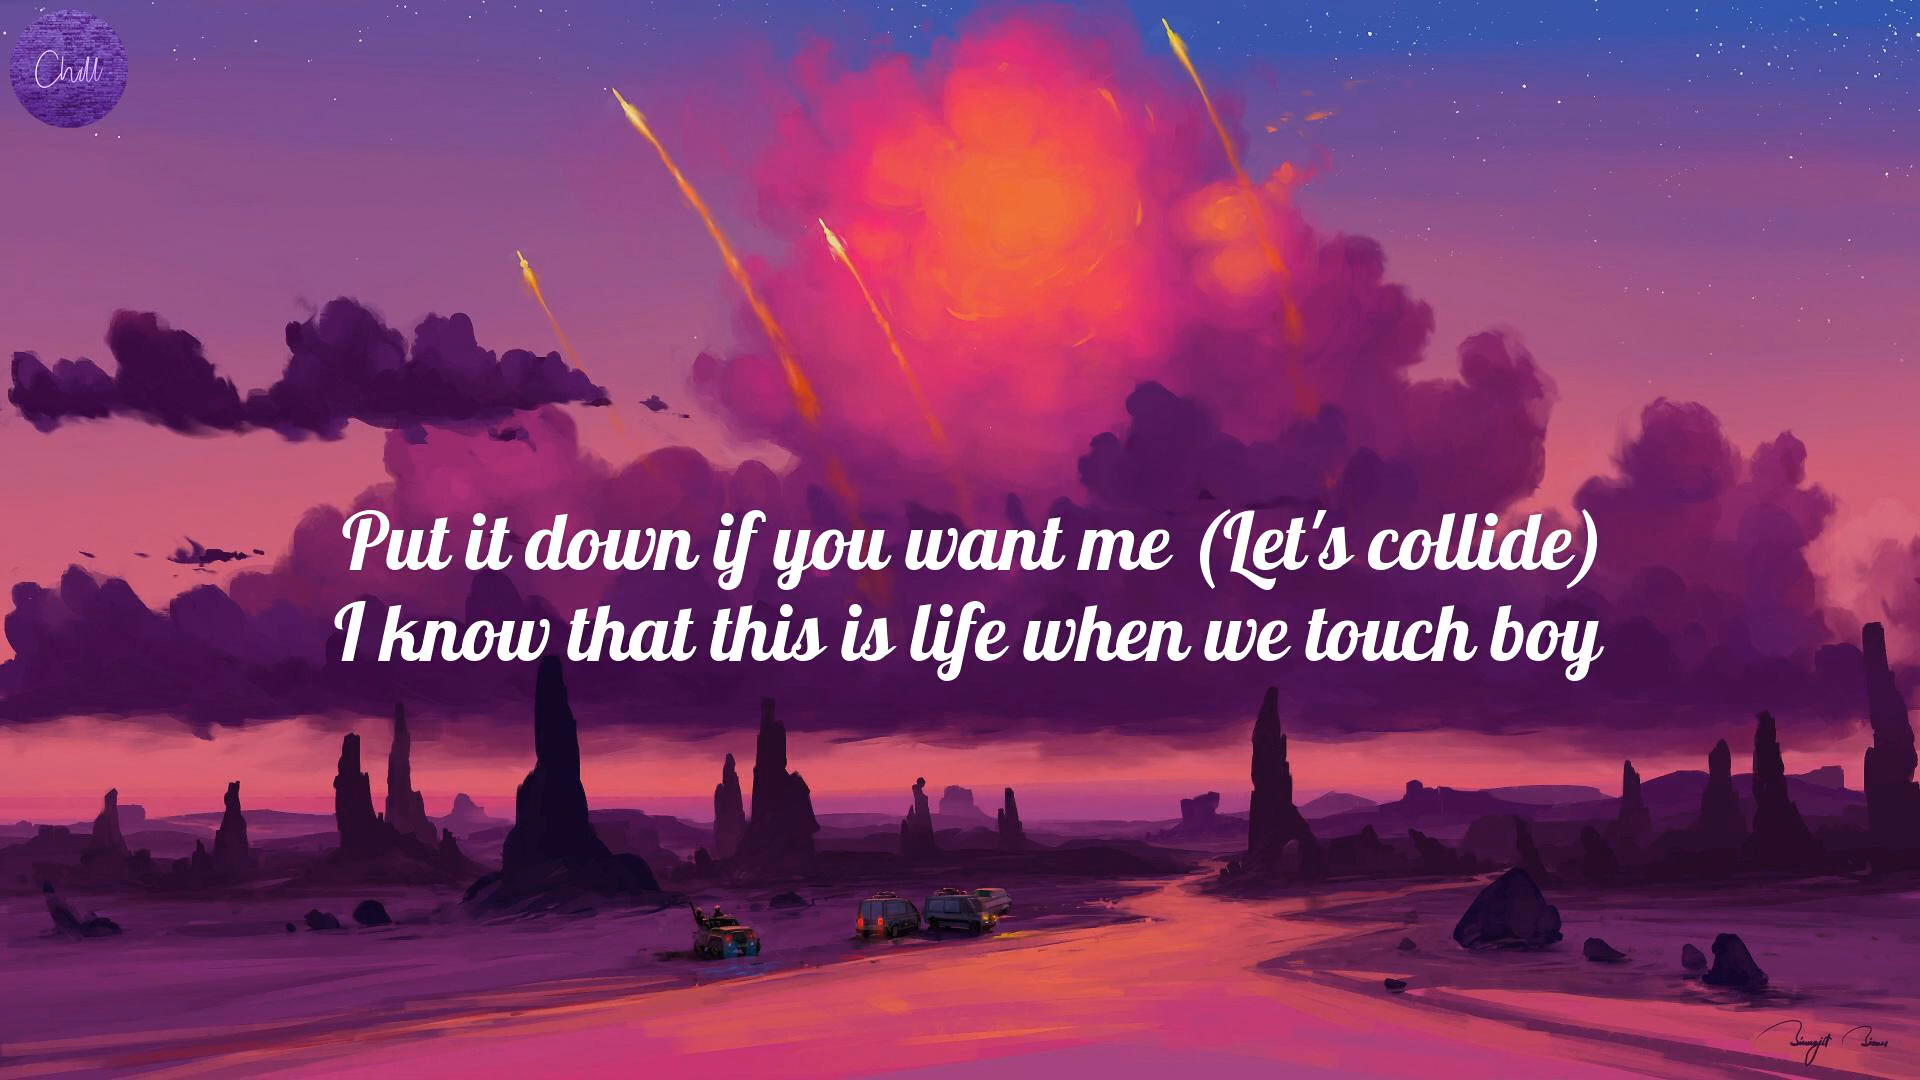 Chill
Put it down if you want me (Let's collide)
I know that this is life when we touch boy